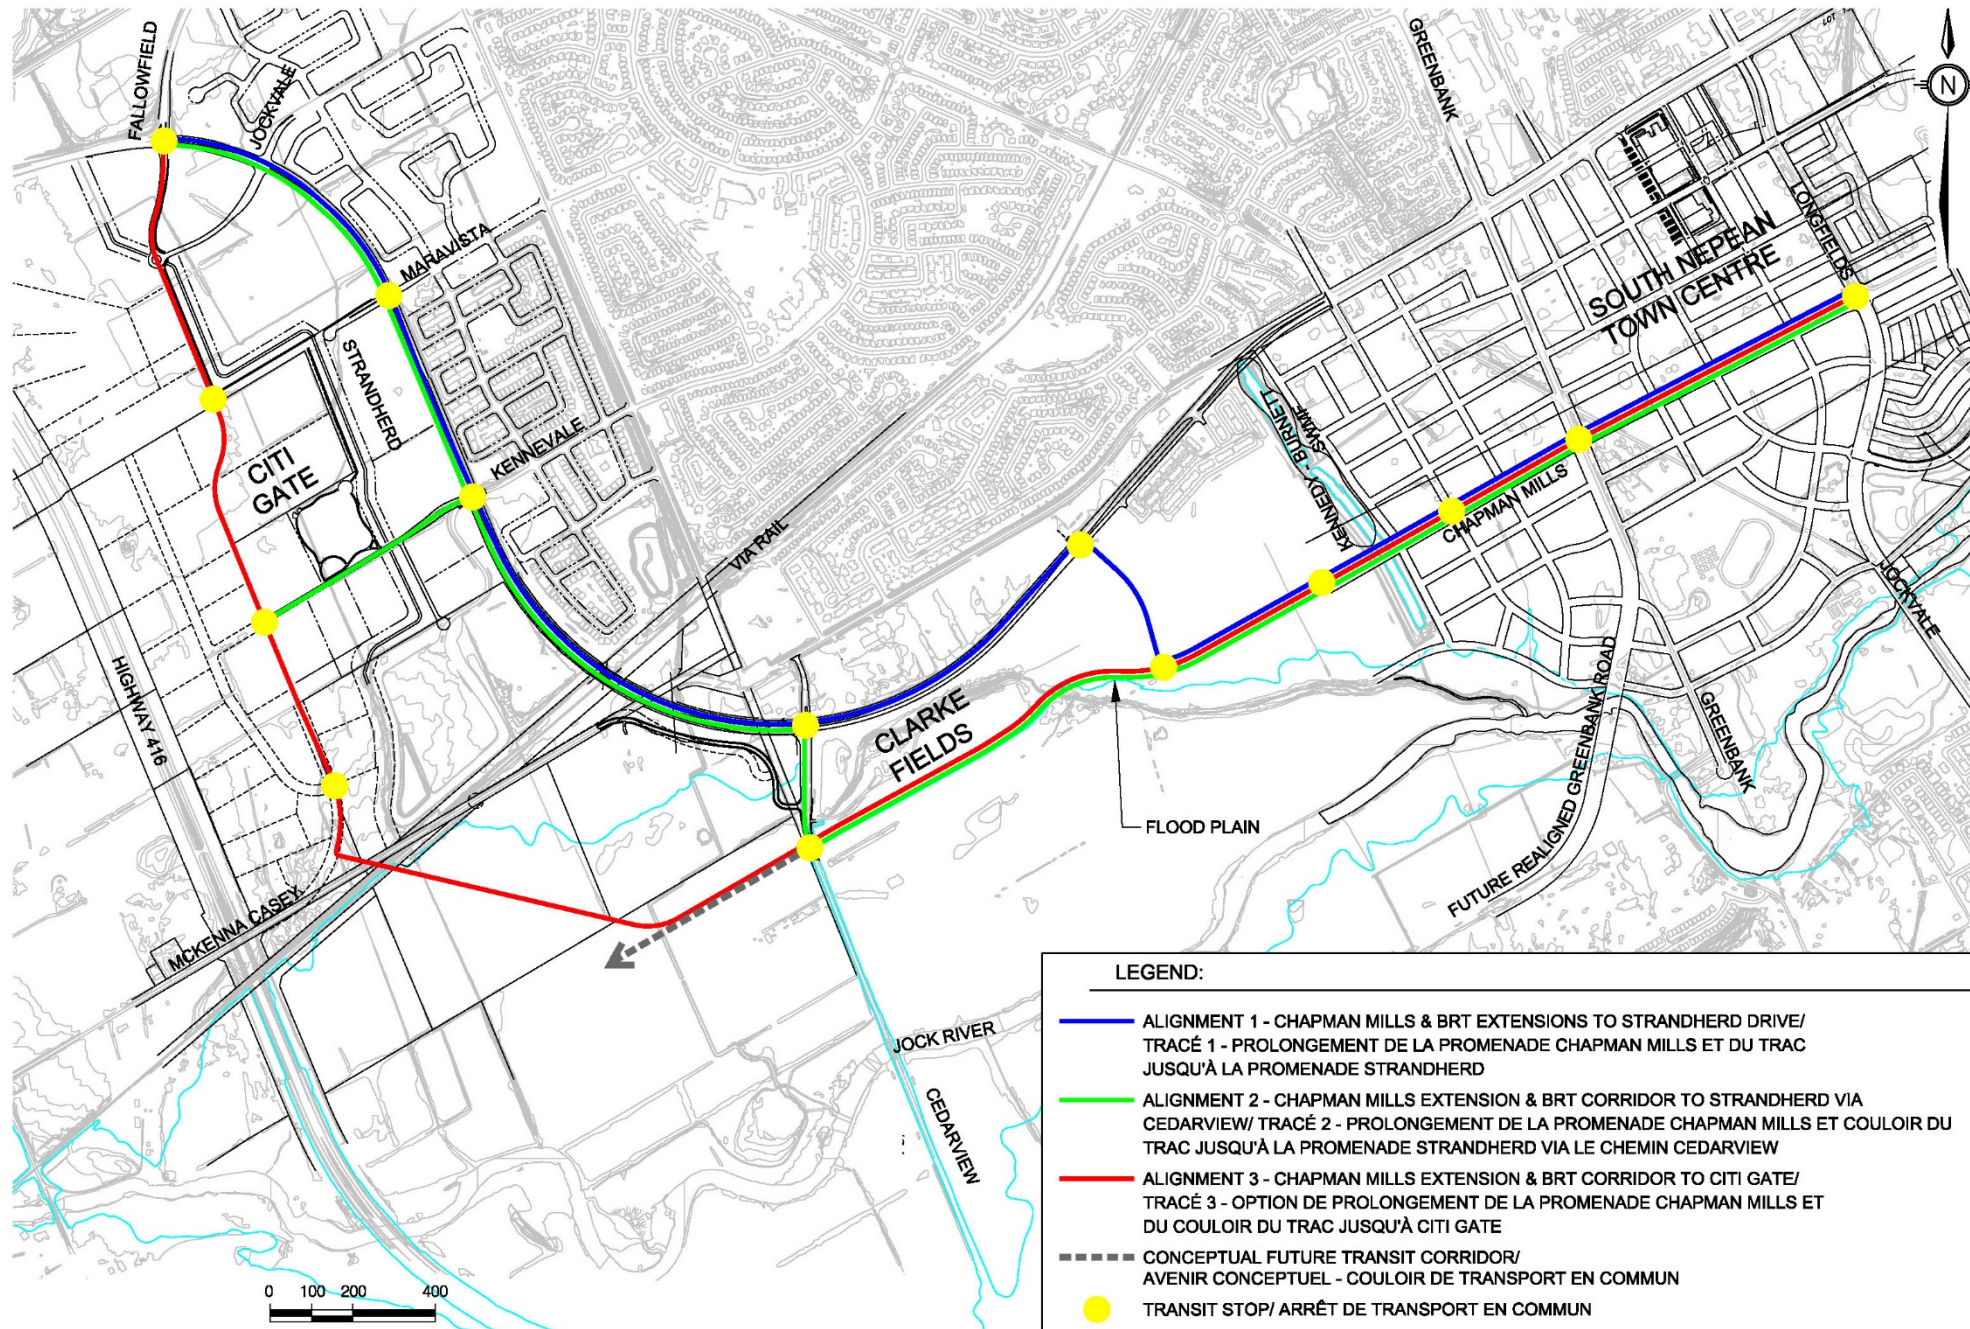 FALLOWFIELD
JOCKVALE
GREENBANK
LOT
N
MARAVISTA
SOUTH NEPEAN
TOWN CENTRE
LONGFIELDS
STRANDHERD
KENNEVALE
CITI
GATE
KENNEDY - BURNETT
SWMF
CHAPMAN MILLS
VIA RAIL
JOCKVALE
HIGHWAY 416
CLARKE
FIELDS
GREENBANK
FUTURE REALIGNED GREENBANK ROAD
FLOOD PLAIN
MCKENNA CASEY
JOCK RIVER
CEDARVIEW
0 100 200 400
LEGEND:
ALIGNMENT 1 - CHAPMAN MILLS & BRT EXTENSIONS TO STRANDHERD DRIVE/
TRACÉ 1 - PROLONGEMENT DE LA PROMENADE CHAPMAN MILLS ET DU TRAC
JUSQU'À LA PROMENADE STRANDHERD
ALIGNMENT 2 - CHAPMAN MILLS EXTENSION & BRT CORRIDOR TO STRANDHERD VIA
CEDARVIEW/ TRACÉ 2 - PROLONGEMENT DE LA PROMENADE CHAPMAN MILLS ET COULOIR DU
TRAC JUSQU'À LA PROMENADE STRANDHERD VIA LE CHEMIN CEDARVIEW
ALIGNMENT 3 - CHAPMAN MILLS EXTENSION & BRT CORRIDOR TO CITI GATE/
TRACÉ 3 - OPTION DE PROLONGEMENT DE LA PROMENADE CHAPMAN MILLS ET
DU COULOIR DU TRAC JUSQU'À CITI GATE
CONCEPTUAL FUTURE TRANSIT CORRIDOR/
AVENIR CONCEPTUEL - COULOIR DE TRANSPORT EN COMMUN
TRANSIT STOP/ ARRÊT DE TRANSPORT EN COMMUN